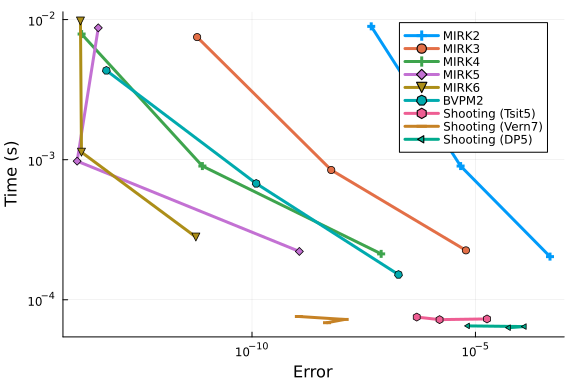 10⁻²
10⁻³
10⁻⁴
Time (s)
MIRK2
MIRK3
MIRK4
MIRK5
MIRK6
BVPM2
Shooting (Tsit5)
Shooting (Vern7)
Shooting (DP5)
10⁻¹⁰
10⁻⁵
Error